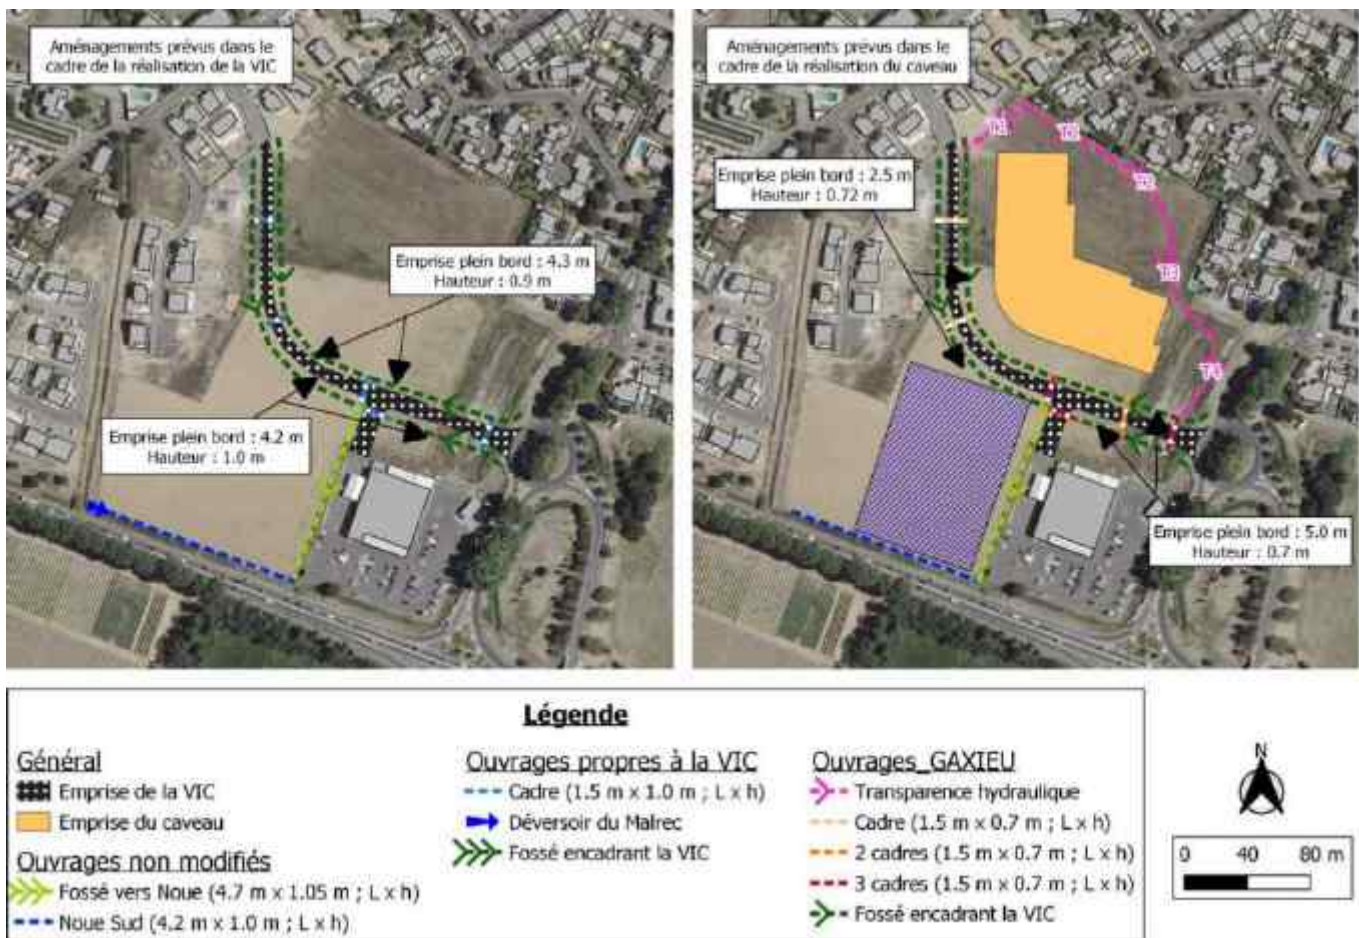 Aménagements prévus dans le
cadre de la réalisation de la VIC
Emprise plein bord : 4.3 m
Hauteur : 0.9 m
Emprise plein bord : 4.2 m
Hauteur : 1.0 m
Aménagements prévus dans le
cadre de la réalisation du caveau
Emprise plein bord : 2.5 m
Hauteur : 0.72 m
T1
T2
T2
T3
T4
Emprise plein bord : 5.0 m
Hauteur : 0.7 m
Légende
Général
Emprise de la VIC
Emprise du caveau
Ouvrages non modifiés
Fossé vers Noue (4.7 m x 1.05 m ; L x h)
Noue Sud (4.2 m x 1.0 m ; L x h)
Ouvrages propres à la VIC
Cadre (1.5 m x 1.0 m ; L x h)
Déversoir du Malrec
Fossé encadrant la VIC
Ouvrages_GAXIEU
Transparence hydraulique
Cadre (1.5 m x 0.7 m ; L x h)
2 cadres (1.5 m x 0.7 m ; L x h)
3 cadres (1.5 m x 0.7 m ; L x h)
Fossé encadrant la VIC
N
0 40 80 m